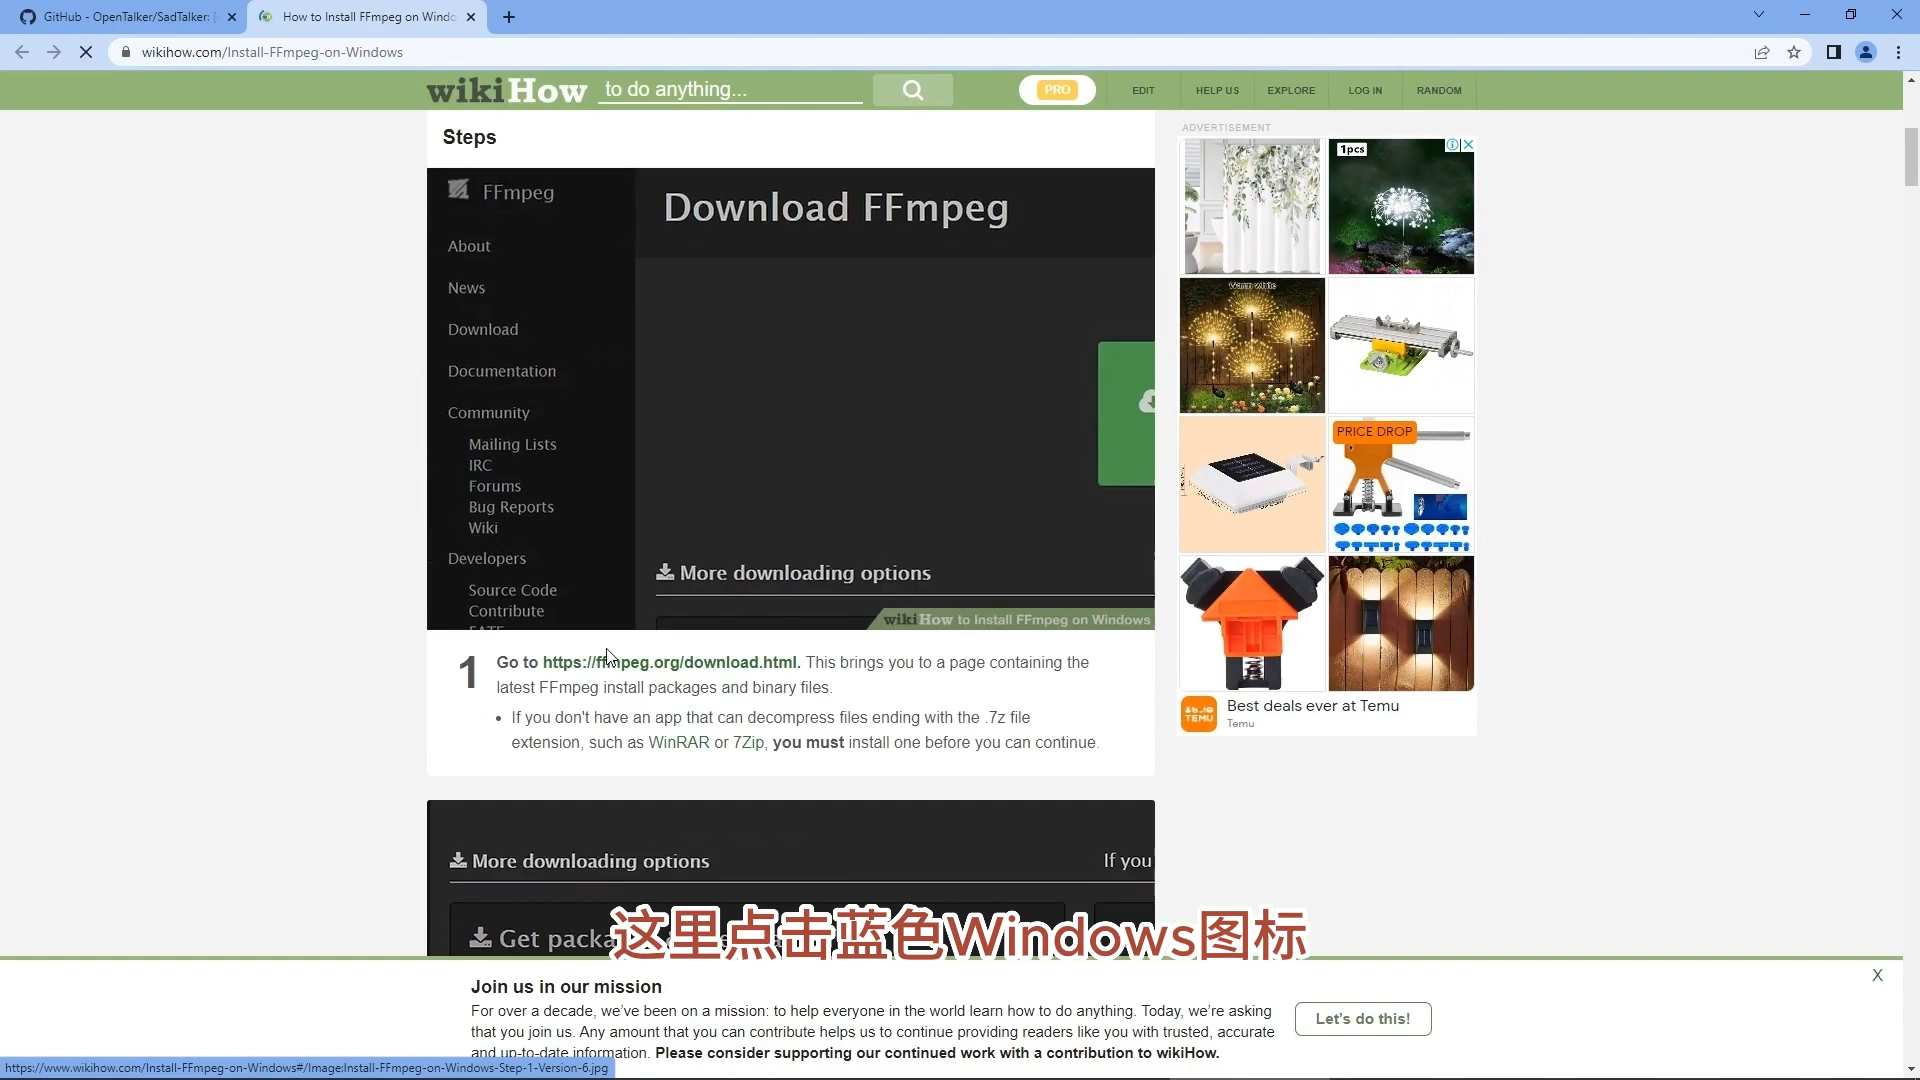 GitHub - OpenTalker/SadTalker:
How to Install FFmpeg on Windo
wikihow.com/Install-FFmpeg-on-Windows
wikiHow
to do anything...
PRO
EDIT
HELP US
EXPLORE
LOG IN
RANDOM
Steps
FFmpeg
About
News
Download
Documentation
Community
Mailing Lists
IRC
Forums
Bug Reports
Wiki
Developers
Source Code
Contribute
FATE
Download FFmpeg
More downloading options
wikiHow to Install FFmpeg on Windows
1
Go to https://ffmpeg.org/download.html. This brings you to a page containing the
latest FFmpeg install packages and binary files.
• If you don't have an app that can decompress files ending with the .7z file
extension, such as WinRAR or 7Zip, you must install one before you can continue.
More downloading options
If you
Get packa
ADVERTISEMENT
1pcs
Warm white
PRICE DROP
TEMU
Best deals ever at Temu
Temu
这里点击蓝色Windows图标
X
Join us in our mission
For over a decade, we've been on a mission: to help everyone in the world learn how to do anything. Today, we're asking
that you join us. Any amount that you can contribute helps us to continue providing readers like you with trusted, accurate
and up-to-date information. Please consider supporting our continued work with a contribution to wikiHow.
Let's do this!
https://www.wikihow.com/Install-FFmpeg-on-Windows#/Image:Install-FFmpeg-on-Windows-Step-1-Version-6.jpg